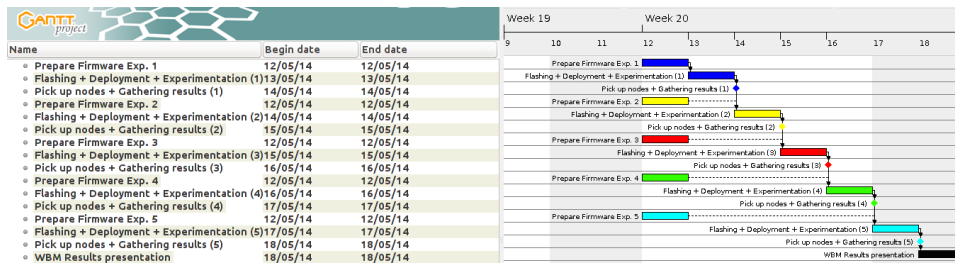 GANTT
project
Week 19 Week 20
9 10 11 12 13 14 15 16 17 18
Name Begin date End date
Prepare Firmware Exp. 1 12/05/14 12/05/14
Flashing + Deployment + Experimentation (1) 13/05/14 13/05/14
Pick up nodes + Gathering results (1) 14/05/14 14/05/14
Prepare Firmware Exp. 2 12/05/14 12/05/14
Flashing + Deployment + Experimentation (2) 14/05/14 14/05/14
Pick up nodes + Gathering results (2) 15/05/14 15/05/14
Prepare Firmware Exp. 3 12/05/14 12/05/14
Flashing + Deployment + Experimentation (3) 15/05/14 15/05/14
Pick up nodes + Gathering results (3) 16/05/14 16/05/14
Prepare Firmware Exp. 4 12/05/14 12/05/14
Flashing + Deployment + Experimentation (4) 16/05/14 16/05/14
Pick up nodes + Gathering results (4) 17/05/14 17/05/14
Prepare Firmware Exp. 5 12/05/14 12/05/14
Flashing + Deployment + Experimentation (5) 17/05/14 17/05/14
Pick up nodes + Gathering results (5) 18/05/14 18/05/14
WBM Results presentation 18/05/14 18/05/14
Prepare Firmware Exp. 1
Flashing + Deployment + Experimentation (1)
Pick up nodes + Gathering results (1)
Prepare Firmware Exp. 2
Flashing + Deployment + Experimentation (2)
Pick up nodes + Gathering results (2)
Prepare Firmware Exp. 3
Flashing + Deployment + Experimentation (3)
Pick up nodes + Gathering results (3)
Prepare Firmware Exp. 4
Flashing + Deployment + Experimentation (4)
Pick up nodes + Gathering results (4)
Prepare Firmware Exp. 5
Flashing + Deployment + Experimentation (5)
Pick up nodes + Gathering results (5)
WBM Results presentation